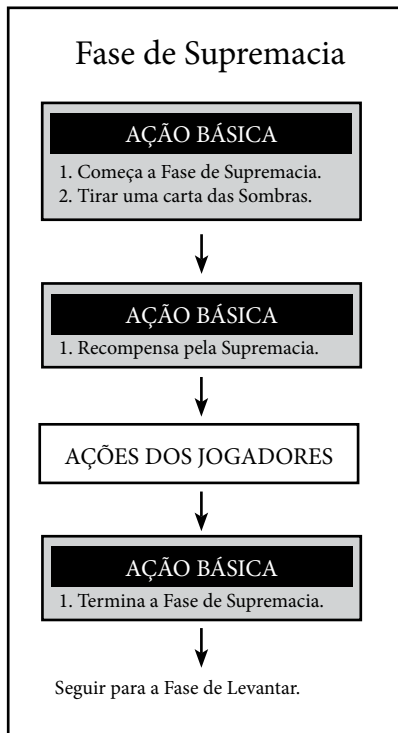 Fase de Supremacia
AÇÃO BÁSICA
1. Começa a Fase de Supremacia.
2. Tirar uma carta das Sombras.
AÇÃO BÁSICA
1. Recompensa pela Supremacia.
AÇÕES DOS JOGADORES
AÇÃO BÁSICA
1. Termina a Fase de Supremacia.
Seguir para a Fase de Levantar.